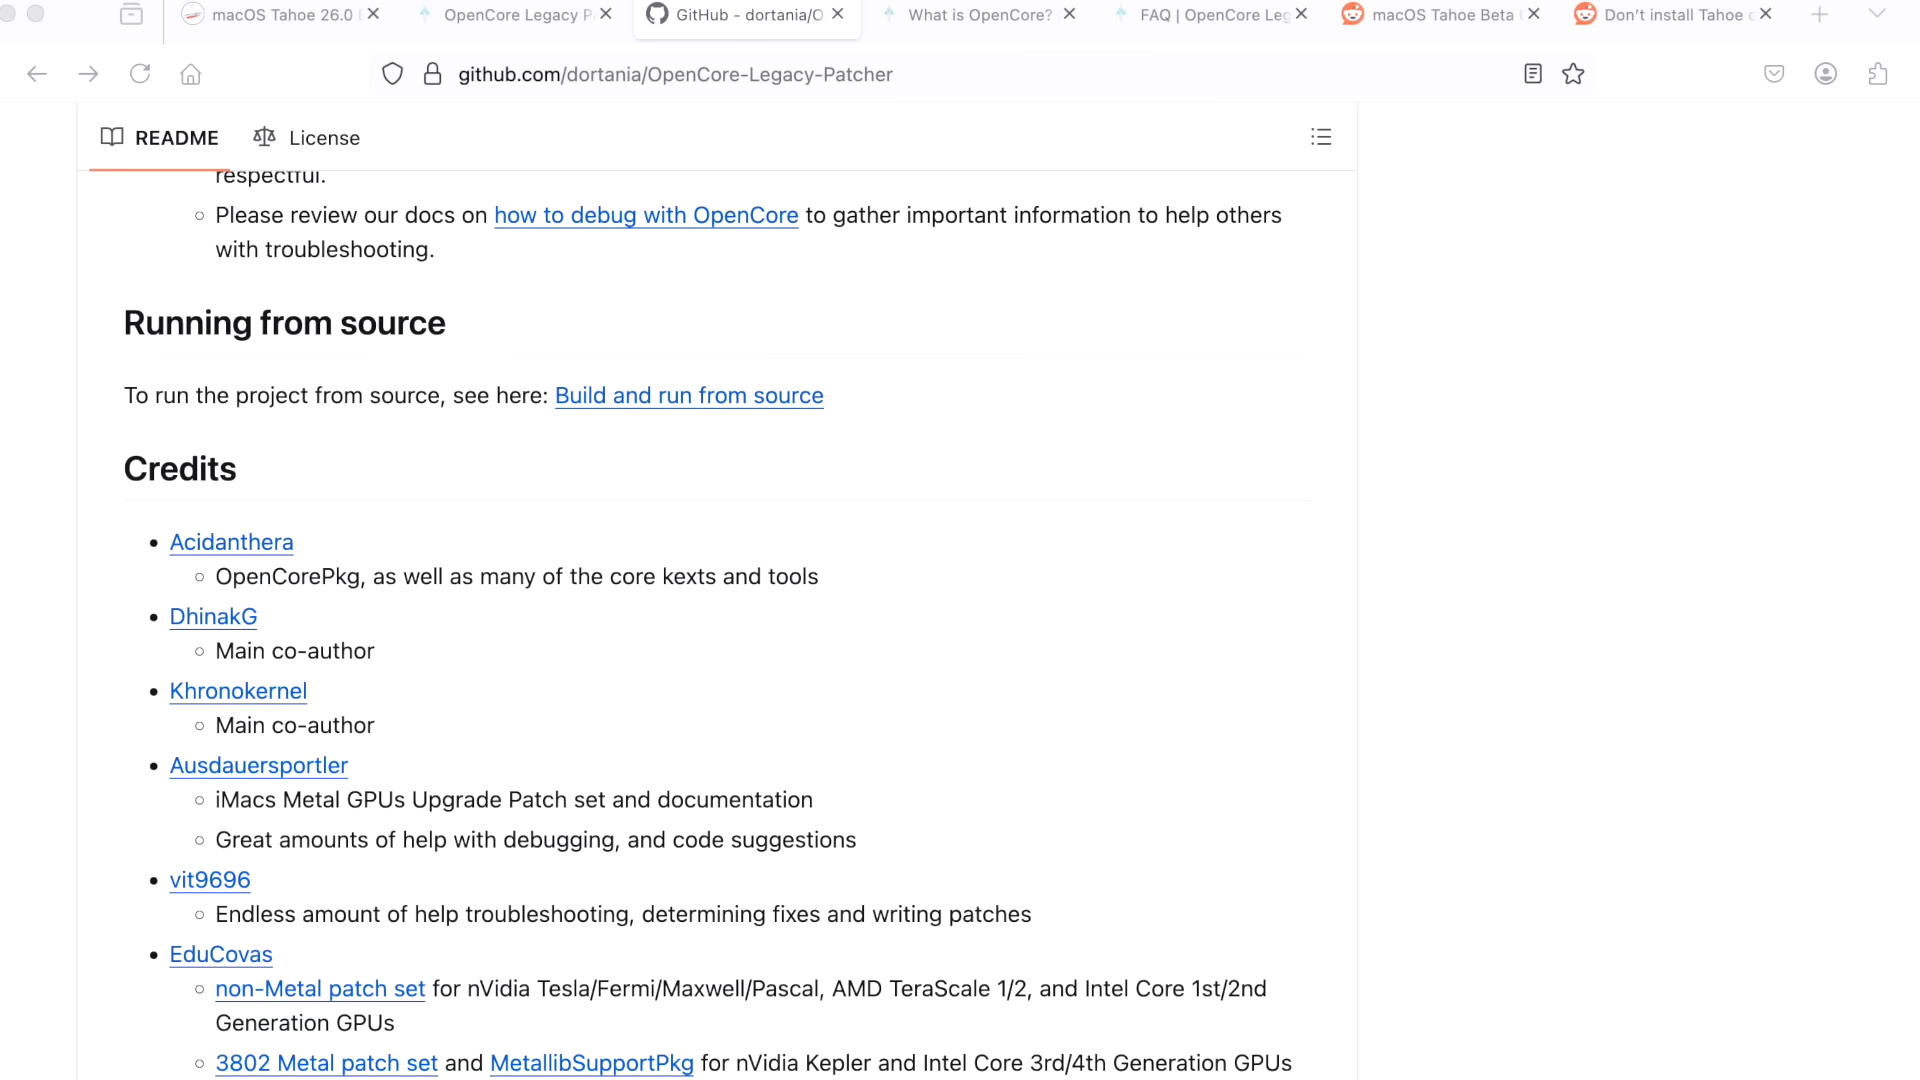 macOS Tahoe 26.0
OpenCore Legacy P
GitHub - dortania/O
What is OpenCore?
FAQ | OpenCore Leg
macOS Tahoe Beta
Don't install Tahoe
github.com/dortania/OpenCore-Legacy-Patcher
README
License
respectful.
Please review our docs on how to debug with OpenCore to gather important information to help others
with troubleshooting.
Running from source
To run the project from source, see here: Build and run from source
Credits
Acidanthera
OpenCorePkg, as well as many of the core kexts and tools
DhinakG
Main co-author
Khronokernel
Main co-author
Ausdauersportler
iMacs Metal GPUs Upgrade Patch set and documentation
Great amounts of help with debugging, and code suggestions
vit9696
Endless amount of help troubleshooting, determining fixes and writing patches
EduCovas
non-Metal patch set for nVidia Tesla/Fermi/Maxwell/Pascal, AMD TeraScale 1/2, and Intel Core 1st/2nd
Generation GPUs
3802 Metal patch set and MetallibSupportPkg for nVidia Kepler and Intel Core 3rd/4th Generation GPUs